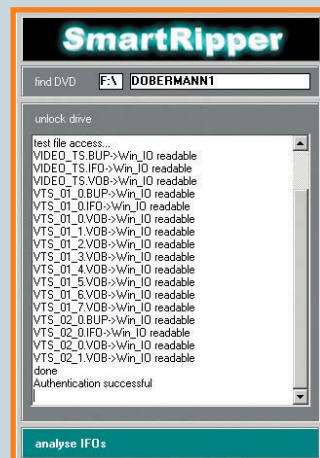 SmartRipper
find DVD F:\ DOBERMANN1
unlock drive
test file access...
VIDEO_TS.BUP->Win_IO readable
VIDEO_TS.IFO->Win_IO readable
VIDEO_TS.VOB->Win_IO readable
VTS_01_0.BUP->Win_IO readable
VTS_01_0.IFO->Win_IO readable
VTS_01_0.VOB->Win_IO readable
VTS_01_1.VOB->Win_IO readable
VTS_01_2.VOB->Win_IO readable
VTS_01_3.VOB->Win_IO readable
VTS_01_4.VOB->Win_IO readable
VTS_01_5.VOB->Win_IO readable
VTS_01_6.VOB->Win_IO readable
VTS_01_7.VOB->Win_IO readable
VTS_02_0.BUP->Win_IO readable
VTS_02_0.IFO->Win_IO readable
VTS_02_0.VOB->Win_IO readable
VTS_02_1.VOB->Win_IO readable
done
Authentication successful
analyse IFOs